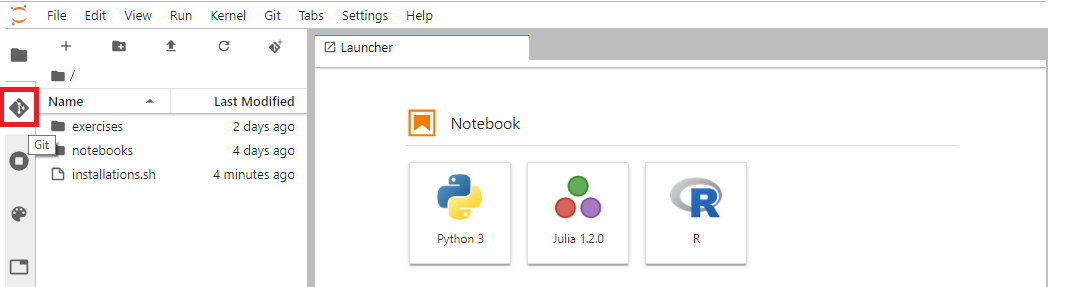 File Edit View Run Kernel Git Tabs Settings Help
Launcher
/
Name Last Modified
exercises 2 days ago
Git
notebooks 4 days ago
installations.sh 4 minutes ago
Notebook
Python 3 Julia 1.2.0 R